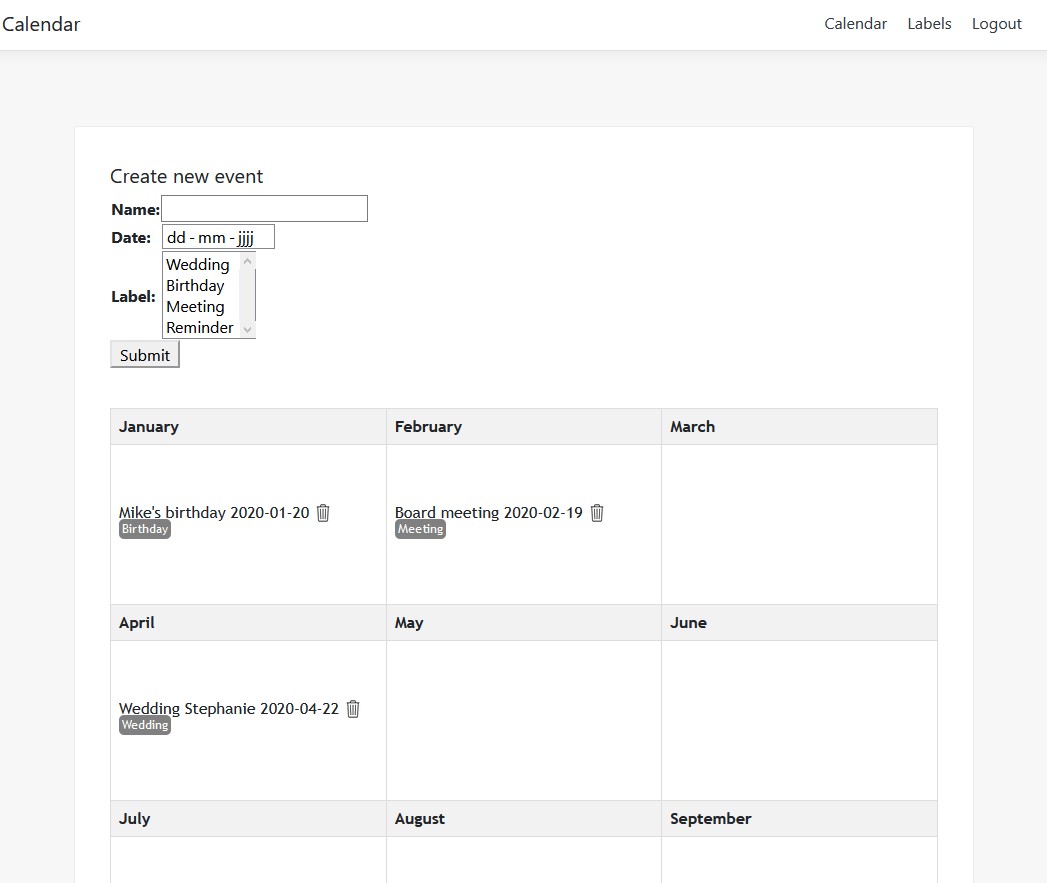 Calendar Calendar Labels Logout
Create new event
Name:
Date: dd - mm - jjjj
Label:
Wedding
Birthday
Meeting
Reminder
Submit
January February March
Mike's birthday 2020-01-20 Board meeting 2020-02-19
Birthday Meeting
April May June
Wedding Stephanie 2020-04-22
Wedding
July August September